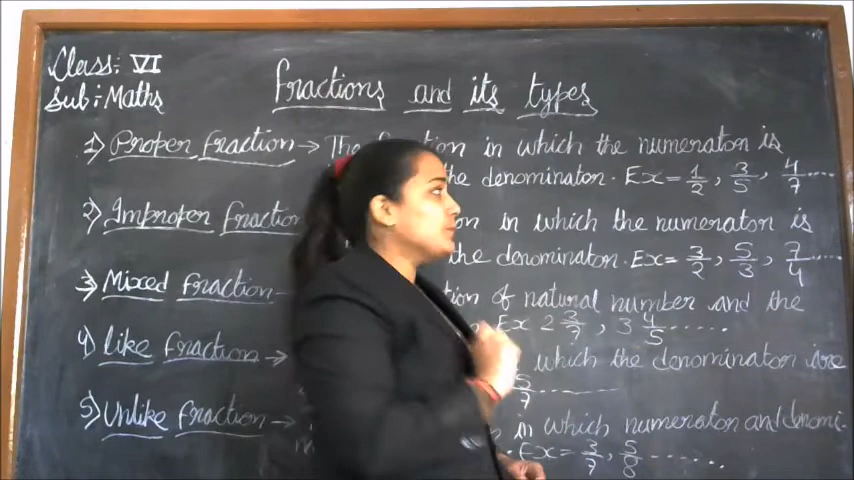 Class:- VI
Sub:- Maths
fractions and its types
1> Proper fraction → The in which the numerator is
the denominator. Ex = 1/2, 3/5, 4/7 .....
2> Improper fraction in which the numerator is
the denominator. Ex = 3/2, 5/3, 7/4 .....
3> Mixed fraction of natural number and the
Ex 2 3/7, 3 4/5 .......
4> like fraction → which the denominator are
5/7
5> Unlike fraction → in which numerator and denomi.
Ex = 3/7, 5/8 .......